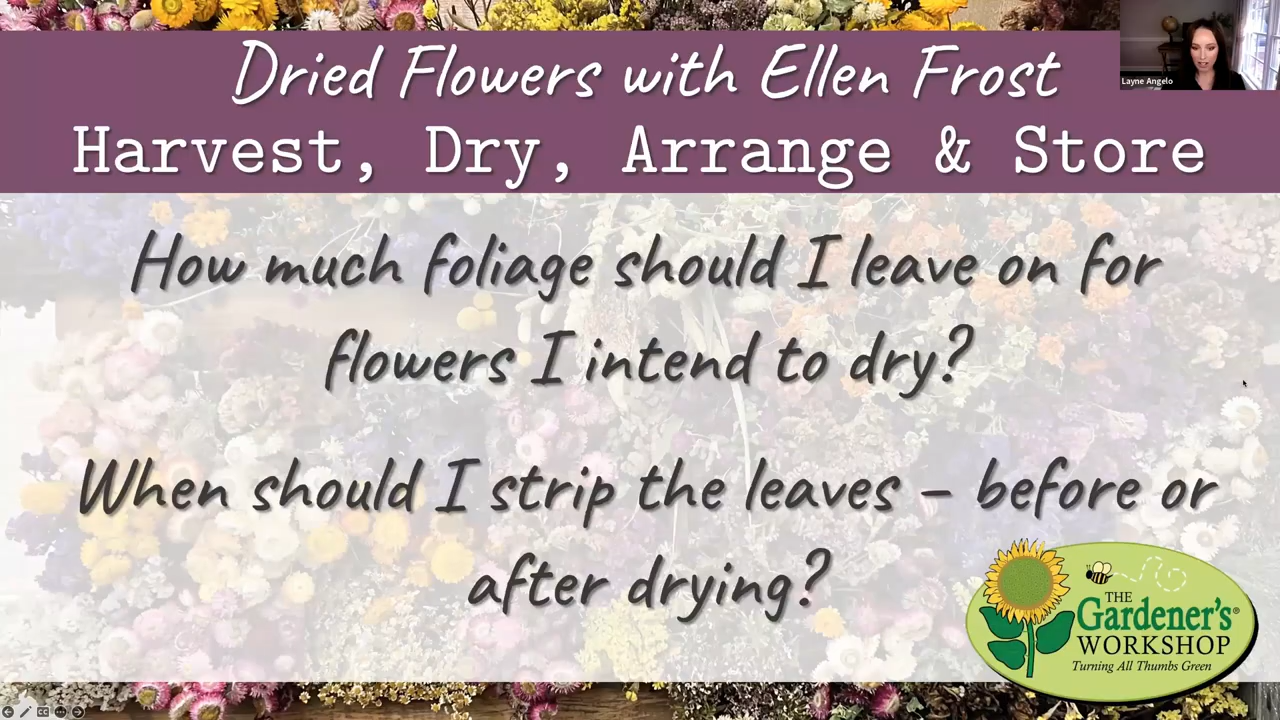 Dried Flowers with Ellen Frost
Harvest, Dry, Arrange & Store
Layne Angelo
How much foliage should I leave on for
flowers I intend to dry?
When should I strip the leaves – before or
after drying?
THE
Gardener's®
WORKSHOP
Turning All Thumbs Green